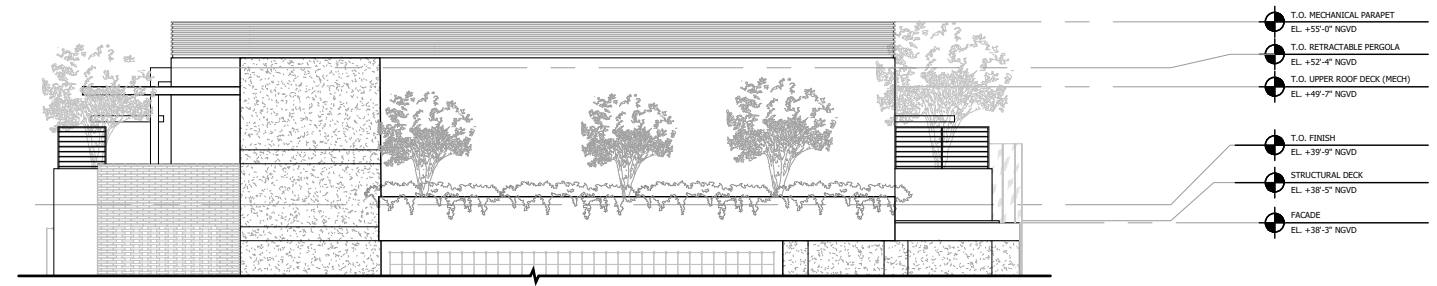 T.O. MECHANICAL PARAPET
EL. +55'-0" NGVD
T.O. RETRACTABLE PERGOLA
EL. +52'-4" NGVD
T.O. UPPER ROOF DECK (MECH)
EL. +49'-7" NGVD
T.O. FINISH
EL. +39'-9" NGVD
STRUCTURAL DECK
EL. +38'-5" NGVD
FACADE
EL. +38'-3" NGVD